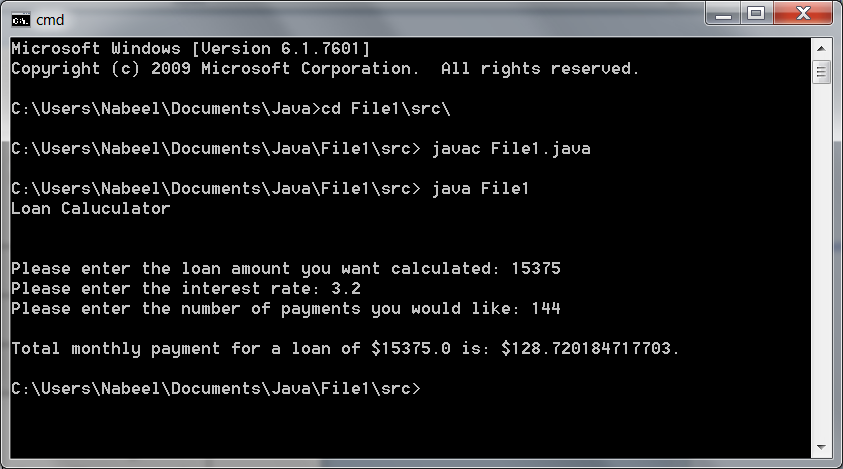 cmd
Microsoft Windows [Version 6.1.7601]
Copyright (c) 2009 Microsoft Corporation.  All rights reserved.
C:\Users\Nabeel\Documents\Java>cd File1\src\
C:\Users\Nabeel\Documents\Java\File1\src> javac File1.java
C:\Users\Nabeel\Documents\Java\File1\src> java File1
Loan Caluculator
Please enter the loan amount you want calculated: 15375
Please enter the interest rate: 3.2
Please enter the number of payments you would like: 144
Total monthly payment for a loan of $15375.0 is: $128.720184717703.
C:\Users\Nabeel\Documents\Java\File1\src>